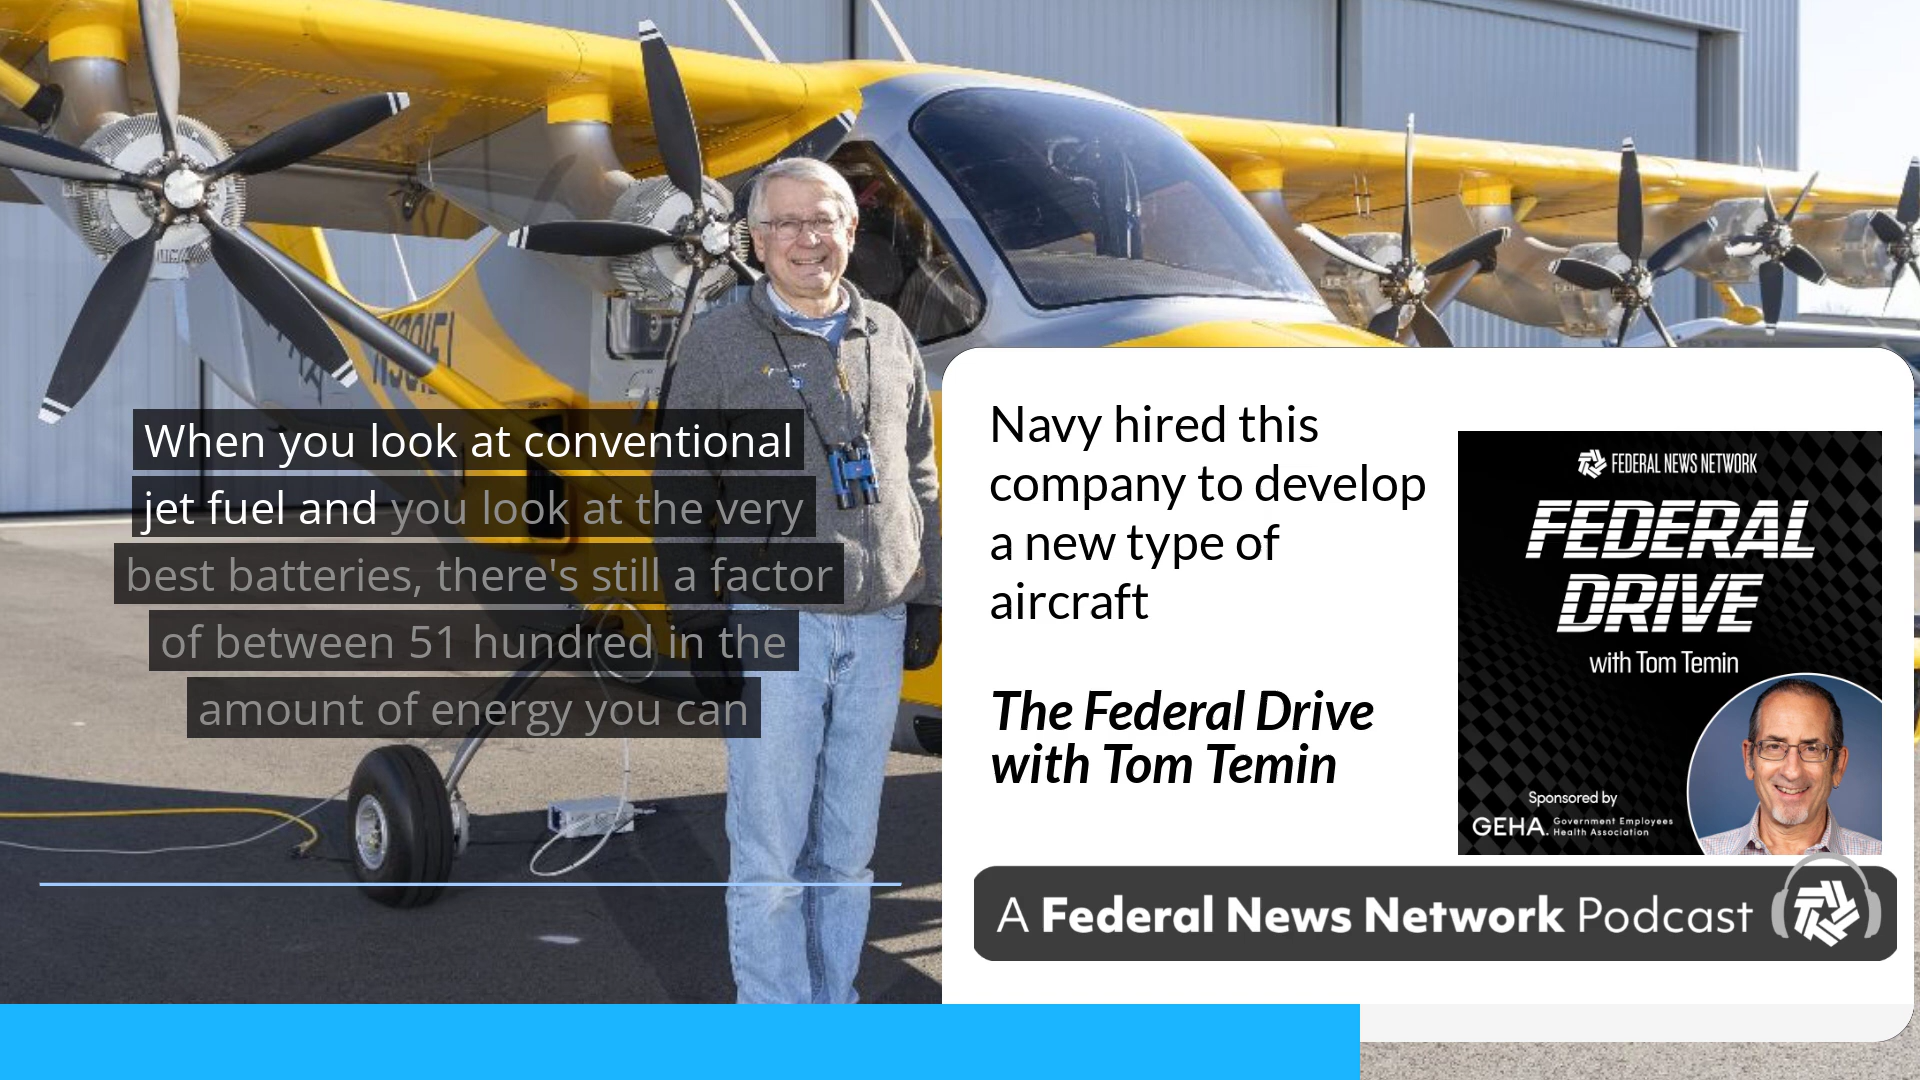 When you look at conventional
jet fuel and you look at the very
best batteries, there's still a factor
of between 51 hundred in the
amount of energy you can
Navy hired this
company to develop
a new type of
aircraft
The Federal Drive
with Tom Temin
FEDERAL NEWS NETWORK
FEDERAL
DRIVE
with Tom Temin
Sponsored by
GEHA. Government Employees
Health Association
A Federal News Network Podcast